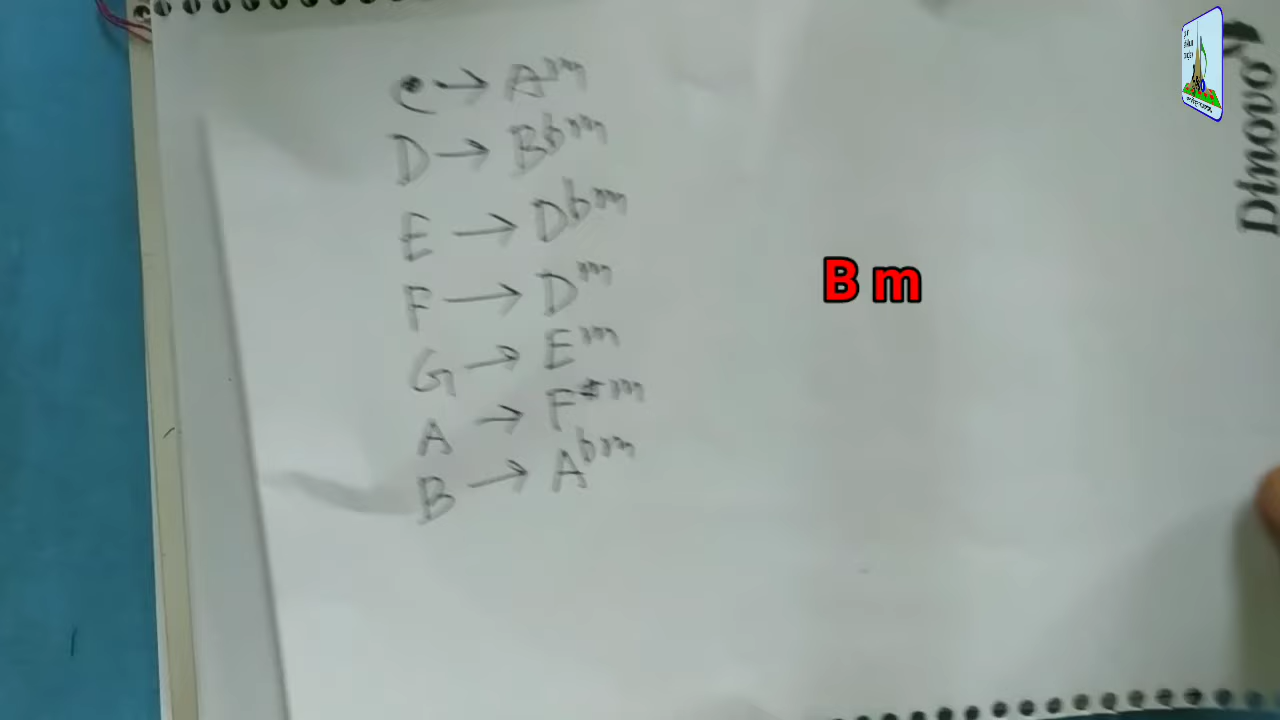 C → Am
D → Bbm
E → Dbm
F → Dm
G → Em
A → F#m
B → Abm
B m
Dinovo